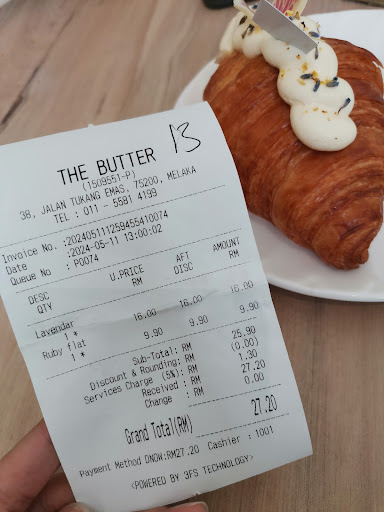 13
THE BUTTER
(1509551-P)
38, JALAN TUKANG EMAS, 75200, MELAKA
TEL : 011 - 5581 4199
Invoice No. :202405111259455410074
Date :2024-05-11 13:00:02
Queue No : P0074
DESC U.PRICE AFT AMOUNT
QTY RM DISC RM
Lavendar
1 * 16.00 16.00 16.00
Ruby flat
1 * 9.90 9.90 9.90
Sub-Total: RM 25.90
Discount & Rounding: RM (0.00)
Services Charge (5%): RM 1.30
Received : RM 27.20
Change : RM 0.00
Grand Total(RM) 27.20
Payment Method DNOW:RM27.20 Cashier : 1001
<POWERED BY 3FS TECHNOLOGY>